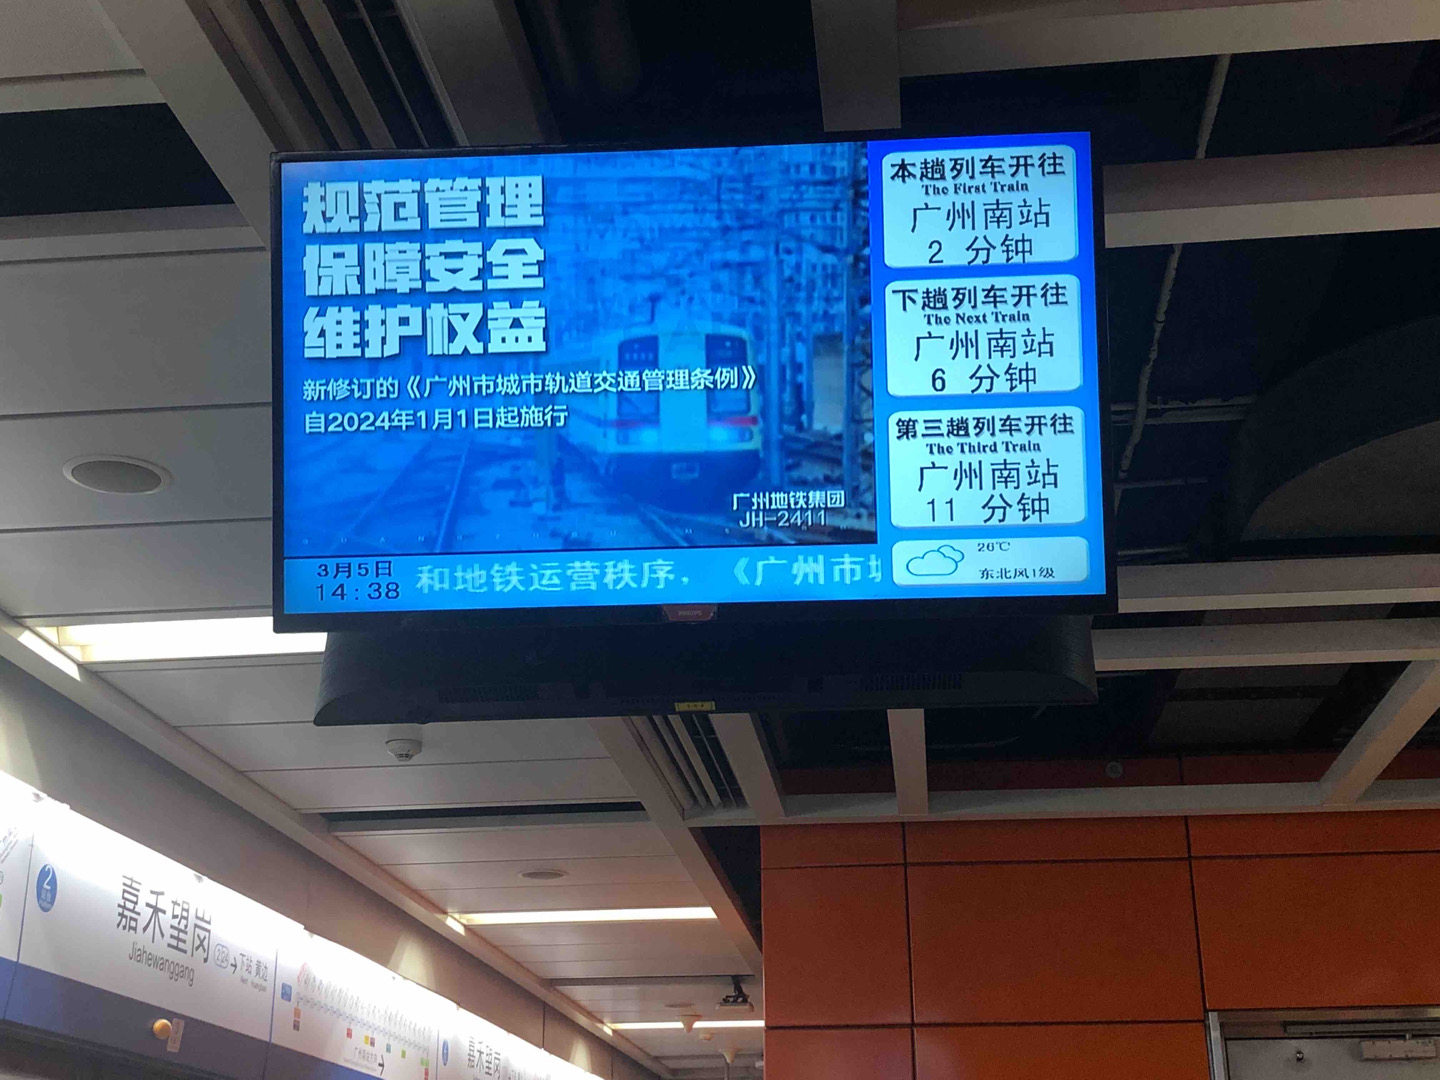 规范管理
保障安全
维护权益
新修订的《广州市城市轨道交通管理条例》
自2024年1月1日起施行
广州地铁集团
JH-2411
本趟列车开往
The First Train
广州南站
2 分钟
下趟列车开往
The Next Train
广州南站
6 分钟
第三趟列车开往
The Third Train
广州南站
11 分钟
26℃
东北风1级
3月5日
14:38
和地铁运营秩序，《广州市
PHILIPS
2
嘉禾望岗
Jiahewanggang
下站 黄边
嘉禾望岗